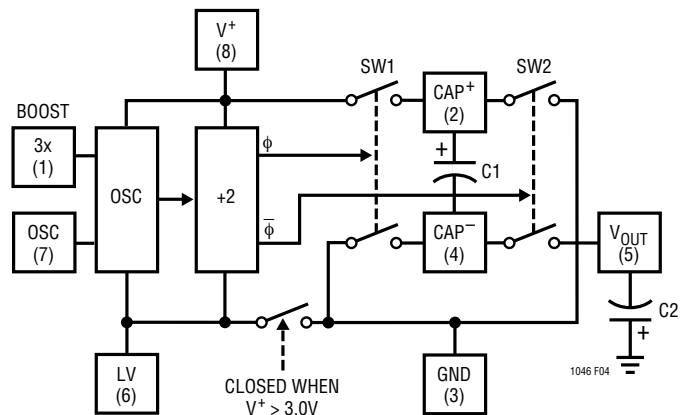 V+
(8)
SW1
SW2
CAP+
(2)
BOOST
3x
(1)
OSC
+2
ϕ
+
C1
OSC
(7)
ϕ̅
CAP−
(4)
VOUT
(5)
C2
+
LV
(6)
CLOSED WHEN
V+ > 3.0V
GND
(3)
1046 F04